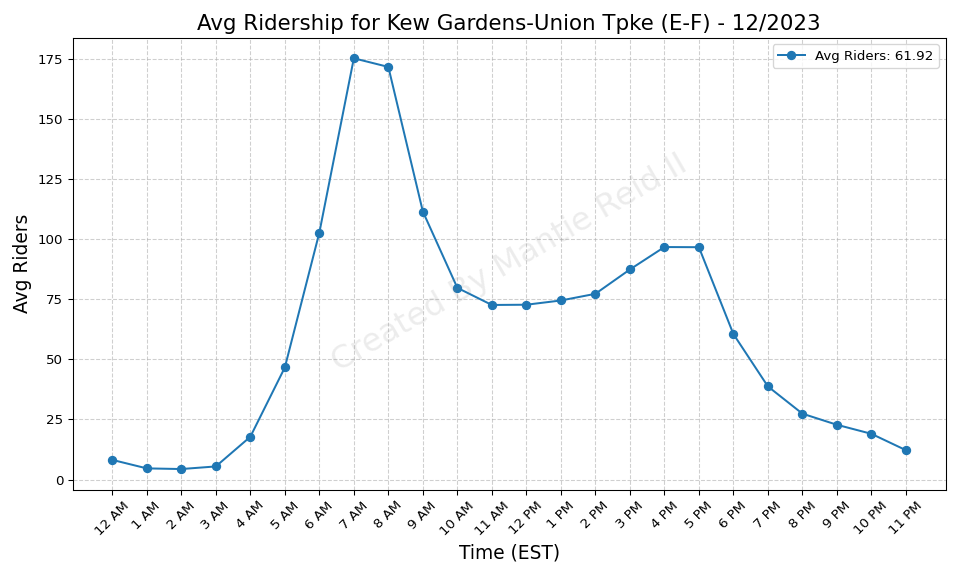 Avg Ridership for Kew Gardens-Union Tpke (E-F) - 12/2023
Avg Riders: 61.92
Avg Riders
175
150
125
100
75
50
25
0
Created By Mantie Reid II
12 AM
1 AM
2 AM
3 AM
4 AM
5 AM
6 AM
7 AM
8 AM
9 AM
10 AM
11 AM
12 PM
1 PM
2 PM
3 PM
4 PM
5 PM
6 PM
7 PM
8 PM
9 PM
10 PM
11 PM
Time (EST)